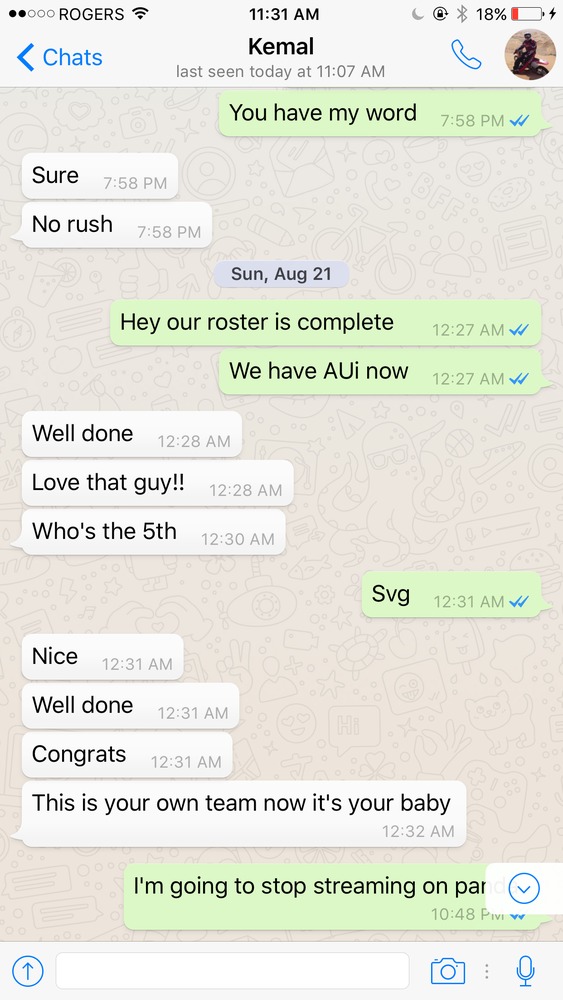 ROGERS 11:31 AM 18%
Chats Kemal
last seen today at 11:07 AM
You have my word 7:58 PM
Sure 7:58 PM
No rush 7:58 PM
Sun, Aug 21
Hey our roster is complete 12:27 AM
We have AUi now 12:27 AM
Well done 12:28 AM
Love that guy!! 12:28 AM
Who's the 5th 12:30 AM
Svg 12:31 AM
Nice 12:31 AM
Well done 12:31 AM
Congrats 12:31 AM
This is your own team now it's your baby
12:32 AM
I'm going to stop streaming on
10:48 PM